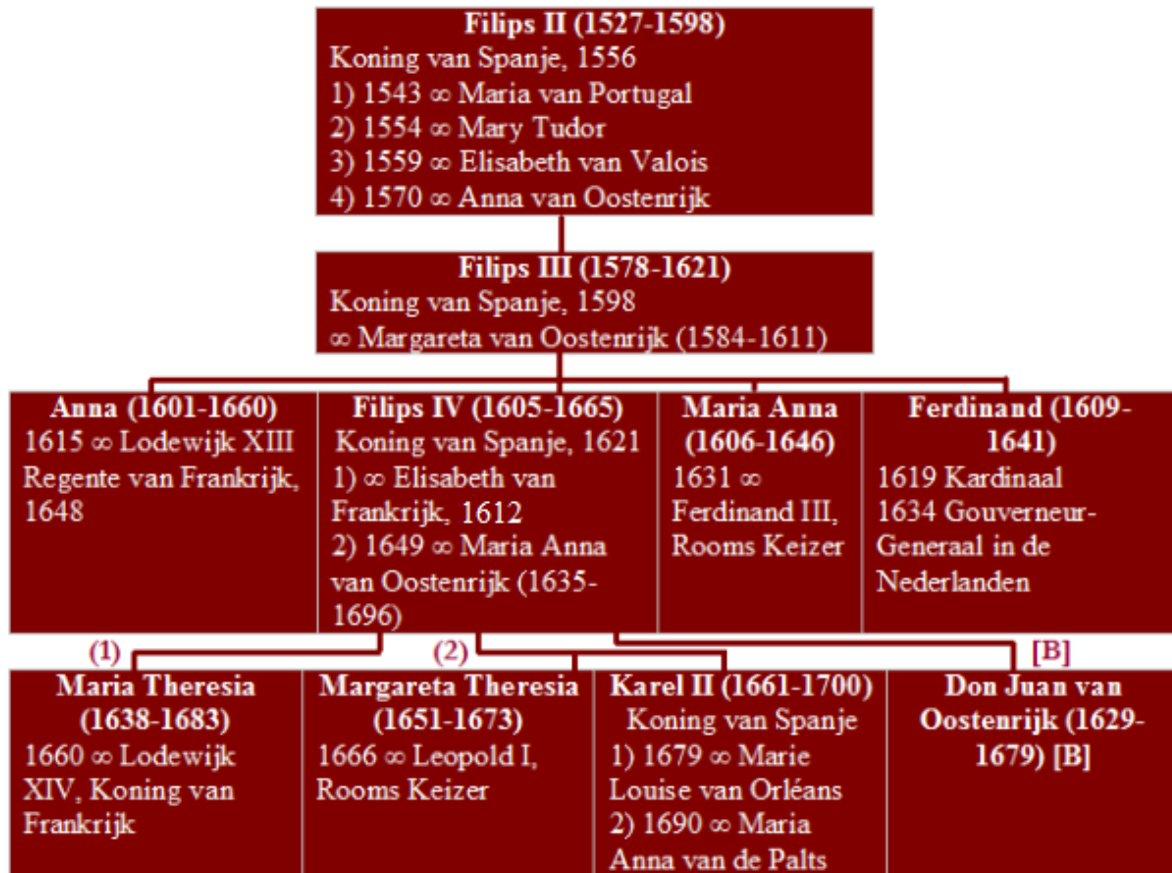 Filips II (1527-1598)
Koning van Spanje, 1556
1) 1543 ∞ Maria van Portugal
2) 1554 ∞ Mary Tudor
3) 1559 ∞ Elisabeth van Valois
4) 1570 ∞ Anna van Oostenrijk
Filips III (1578-1621)
Koning van Spanje, 1598
∞ Margareta van Oostenrijk (1584-1611)
Anna (1601-1660)
1615 ∞ Lodewijk XIII
Regente van Frankrijk,
1648
Filips IV (1605-1665)
Koning van Spanje, 1621
1) ∞ Elisabeth van
Frankrijk, 1612
2) 1649 ∞ Maria Anna
van Oostenrijk (1635-
1696)
Maria Anna
(1606-1646)
1631 ∞
Ferdinand III,
Rooms Keizer
Ferdinand (1609-
1641)
1619 Kardinaal
1634 Gouverneur-
Generaal in de
Nederlanden
(1)
(2)
[B]
Maria Theresia
(1638-1683)
1660 ∞ Lodewijk
XIV, Koning van
Frankrijk
Margareta Theresia
(1651-1673)
1666 ∞ Leopold I,
Rooms Keizer
Karel II (1661-1700)
Koning van Spanje
1) 1679 ∞ Marie
Louise van Orléans
2) 1690 ∞ Maria
Anna van de Palts
Don Juan van
Oostenrijk (1629-
1679) [B]